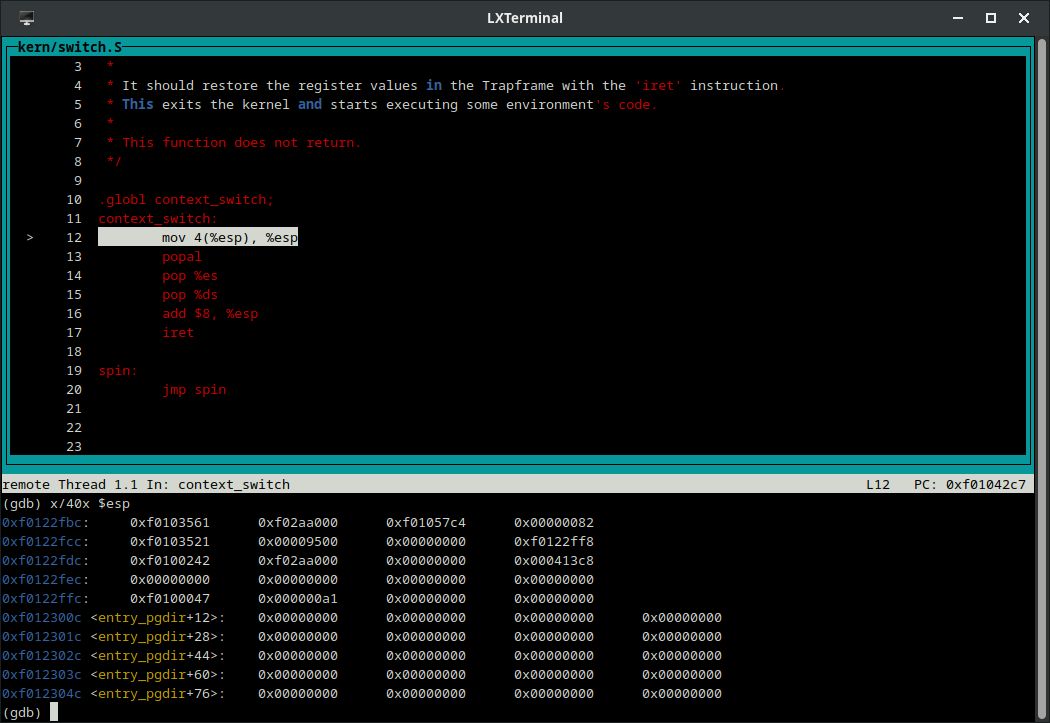 LXTerminal
kern/switch.S
3 *
4 * It should restore the register values in the Trapframe with the 'iret' instruction.
5 * This exits the kernel and starts executing some environment's code.
6 *
7 * This function does not return.
8 */
9
10 .globl context_switch;
11 context_switch:
> 12 mov 4(%esp), %esp
13 popal
14 pop %es
15 pop %ds
16 add $8, %esp
17 iret
18
19 spin:
20 jmp spin
21
22
23
remote Thread 1.1 In: context_switch L12 PC: 0xf01042c7
(gdb) x/40x $esp
0xf0122fbc: 0xf0103561 0xf02aa000 0xf01057c4 0x00000082
0xf0122fcc: 0xf0103521 0x00009500 0x00000000 0xf0122ff8
0xf0122fdc: 0xf0100242 0xf02aa000 0x00000000 0x000413c8
0xf0122fec: 0x00000000 0x00000000 0x00000000 0x00000000
0xf0122ffc: 0xf0100047 0x000000a1 0x00000000 0x00000000
0xf012300c <entry_pgdir+12>: 0x00000000 0x00000000 0x00000000 0x00000000
0xf012301c <entry_pgdir+28>: 0x00000000 0x00000000 0x00000000 0x00000000
0xf012302c <entry_pgdir+44>: 0x00000000 0x00000000 0x00000000 0x00000000
0xf012303c <entry_pgdir+60>: 0x00000000 0x00000000 0x00000000 0x00000000
0xf012304c <entry_pgdir+76>: 0x00000000 0x00000000 0x00000000 0x00000000
(gdb)